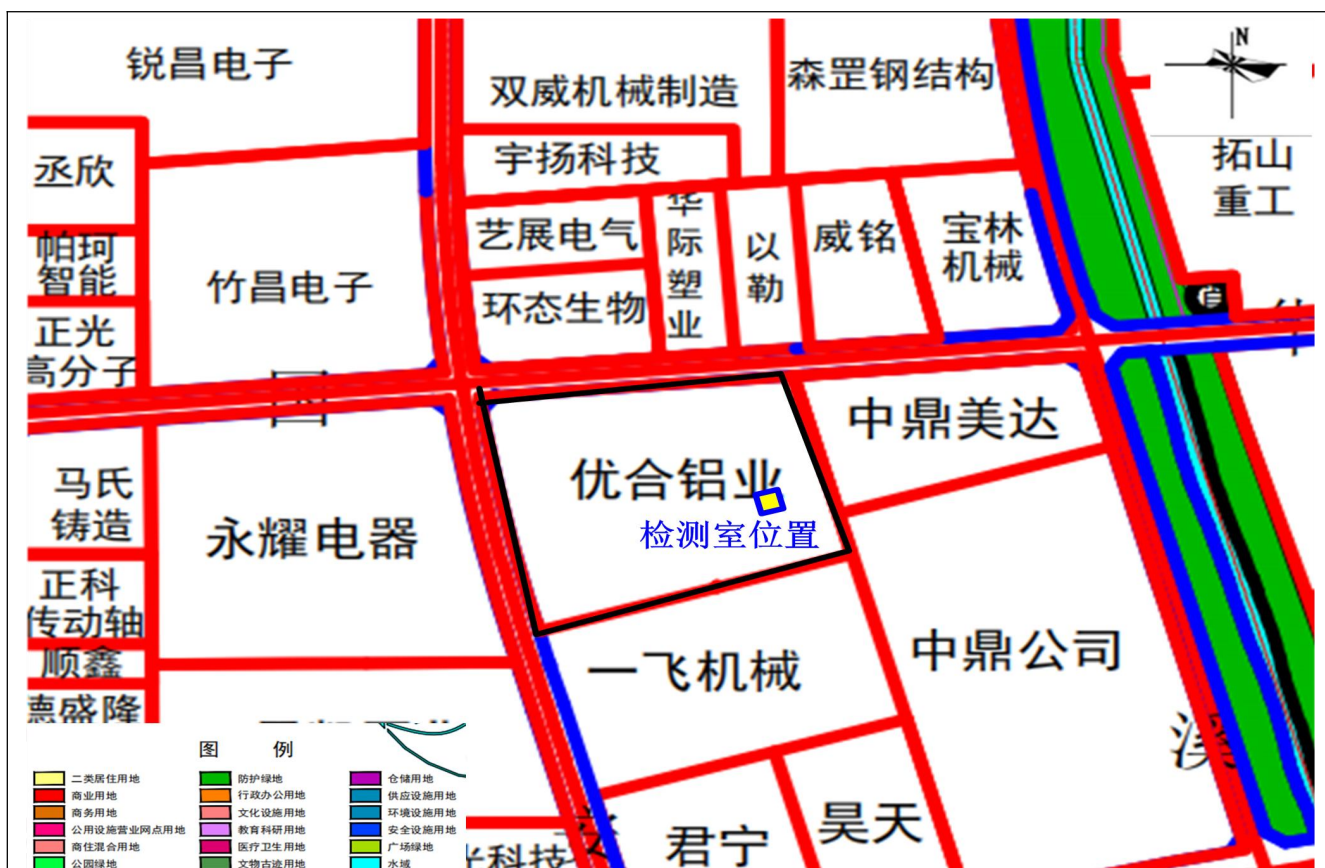 锐昌电子
双威机械制造
森罡钢结构
N
丞欣
宇扬科技
拓山
重工
帕珂
智能
竹昌电子
艺展电气
华
际
塑
业
以
勒
威铭
宝林
机械
环态生物
正光
高分子
中鼎美达
马氏
铸造
永耀电器
优合铝业
检测室位置
正科
传动轴
顺鑫
德盛隆
一飞机械
中鼎公司
溪
君宁
昊天
图 例
二类居住用地
防护绿地
仓储用地
商业用地
行政办公用地
供应设施用地
商务用地
文化设施用地
环境设施用地
公用设施营业网点用地
教育科研用地
安全设施用地
商住混合用地
医疗卫生用地
广场绿地
公园绿地
文物古迹用地
水域